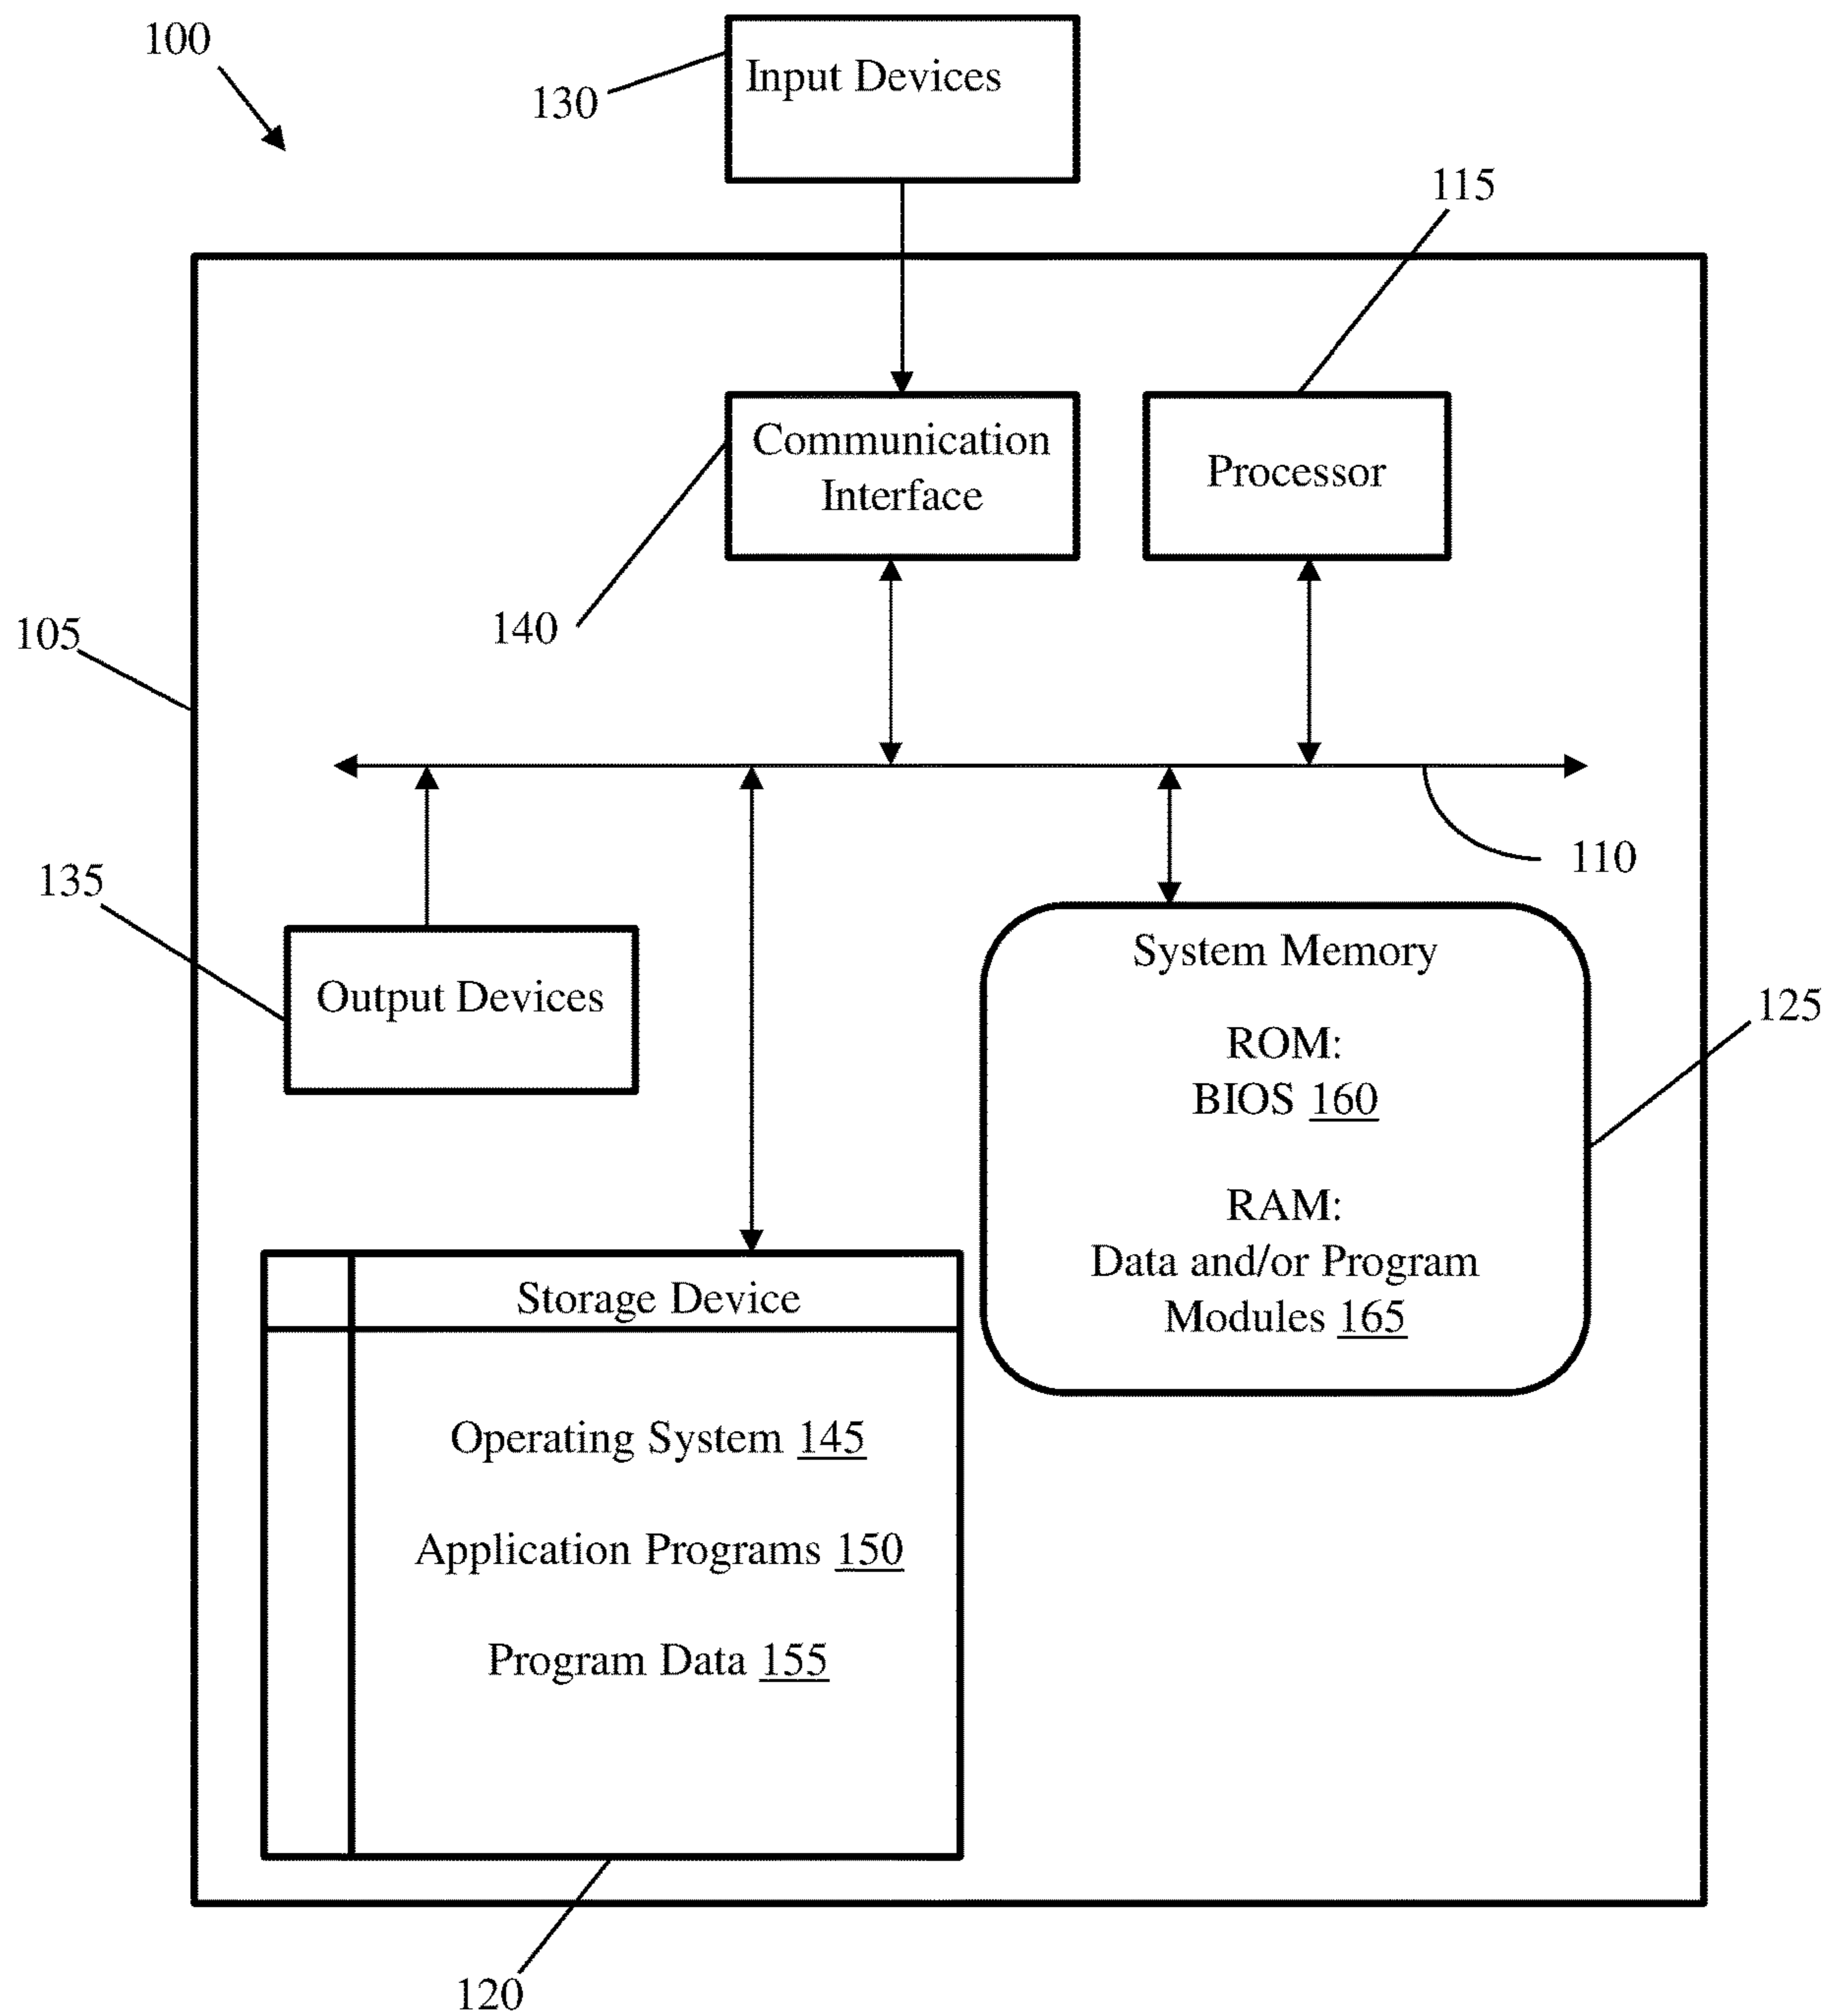 100
Input Devices
130
115
Communication
Interface
Processor
140
105
110
135
Output Devices
System Memory
ROM:
BIOS 160
RAM:
Data and/or Program
Modules 165
125
Storage Device
Operating System 145
Application Programs 150
Program Data 155
120